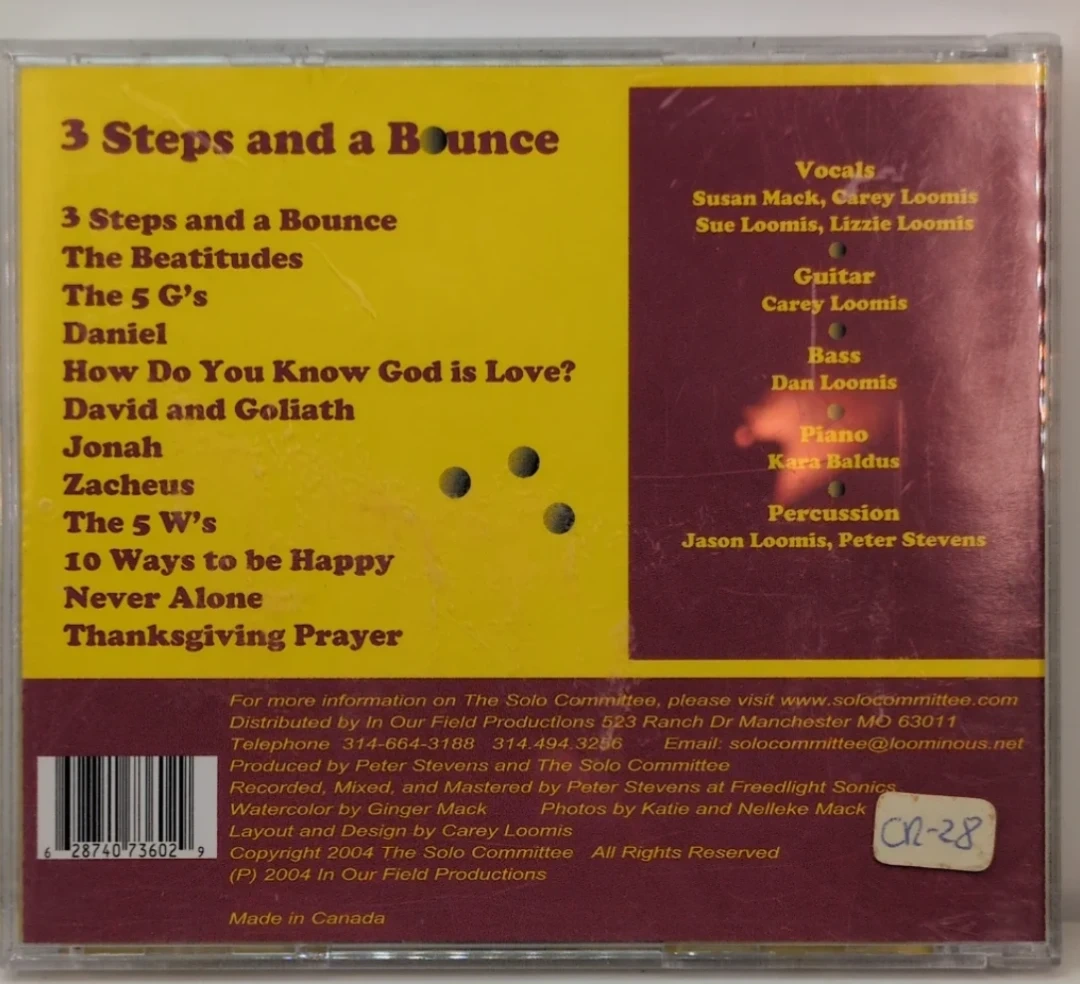 3 Steps and a Bounce
3 Steps and a Bounce
The Beatitudes
The 5 G's
Daniel
How Do You Know God is Love?
David and Goliath
Jonah
Zacheus
The 5 W's
10 Ways to be Happy
Never Alone
Thanksgiving Prayer
Vocals
Susan Mack, Carey Loomis
Sue Loomis, Lizzie Loomis
Guitar
Carey Loomis
Bass
Dan Loomis
Piano
Kara Baldus
Percussion
Jason Loomis, Peter Stevens
For more information on The Solo Committee, please visit www.solocommittee.com
Distributed by In Our Field Productions 523 Ranch Dr Manchester MO 63011
Telephone 314-664-3188 314.494.3256 Email: solocommittee@loominous.net
Produced by Peter Stevens and The Solo Committee
Recorded, Mixed, and Mastered by Peter Stevens at Freedlight Sonics
Watercolor by Ginger Mack Photos by Katie and Nelleke Mack
Layout and Design by Carey Loomis
Copyright 2004 The Solo Committee All Rights Reserved
(P) 2004 In Our Field Productions
Made in Canada
6 28740 73602 9
CR-28